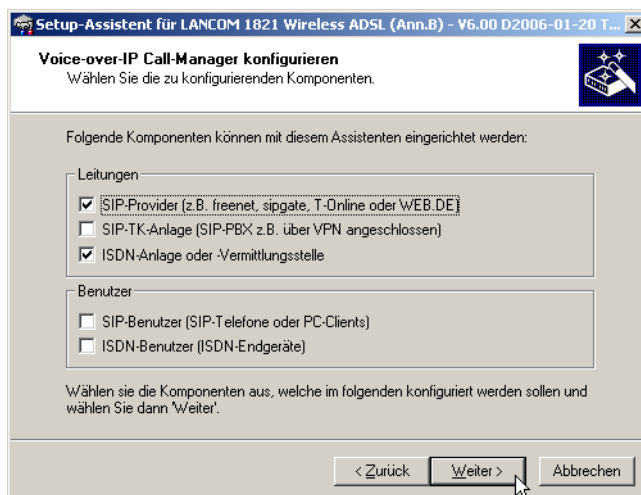 Setup-Assistent für LANCOM 1821 Wireless ADSL (Ann.B) - V6.00 D2006-01-20 T...
Voice-over-IP Call-Manager konfigurieren
Wählen Sie die zu konfigurierenden Komponenten.
Folgende Komponenten können mit diesem Assistenten eingerichtet werden:
Leitungen
SIP-Provider (z.B. freenet, sipgate, T-Online oder WEB.DE)
SIP-TK-Anlage (SIP-PBX z.B. über VPN angeschlossen)
ISDN-Anlage oder -Vermittlungsstelle
Benutzer
SIP-Benutzer (SIP-Telefone oder PC-Clients)
ISDN-Benutzer (ISDN-Endgeräte)
Wählen sie die Komponenten aus, welche im folgenden konfiguriert werden sollen und
wählen Sie dann 'Weiter'.
< Zurück Weiter > Abbrechen